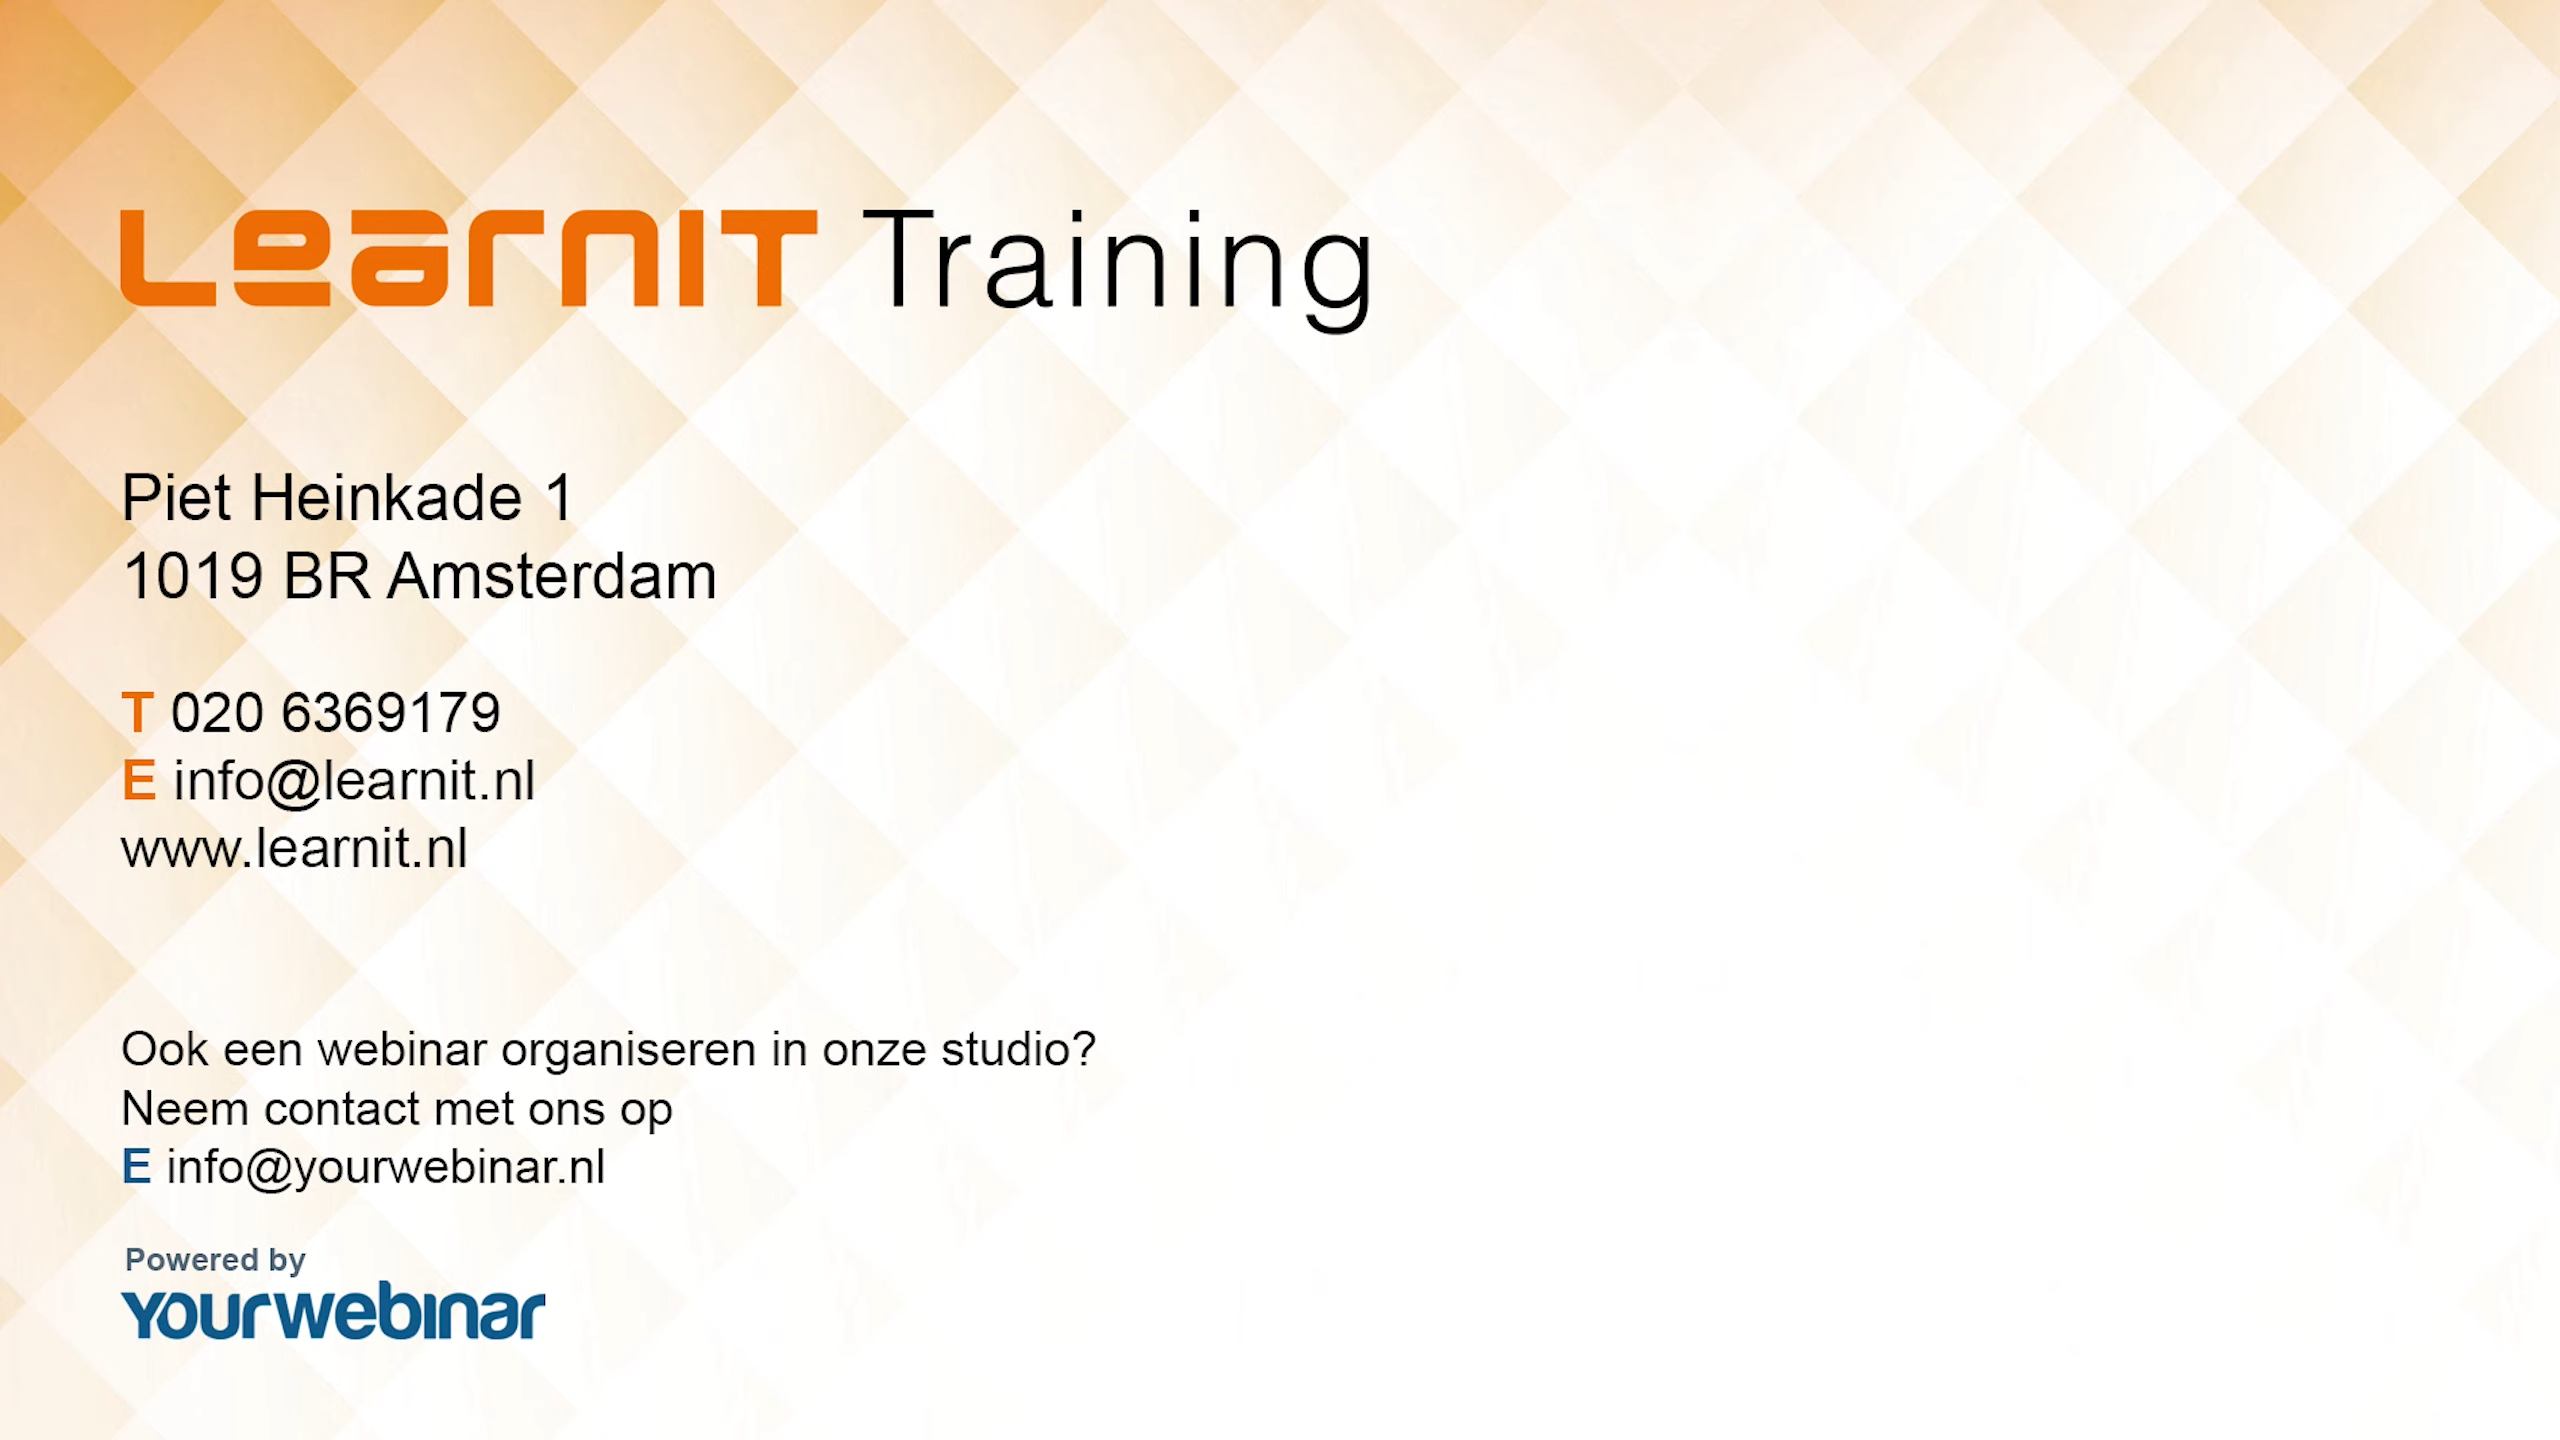 Learnit Training
Piet Heinkade 1
1019 BR Amsterdam
T 020 6369179
E info@learnit.nl
www.learnit.nl
Ook een webinar organiseren in onze studio?
Neem contact met ons op
E info@yourwebinar.nl
Powered by
Yourwebinar